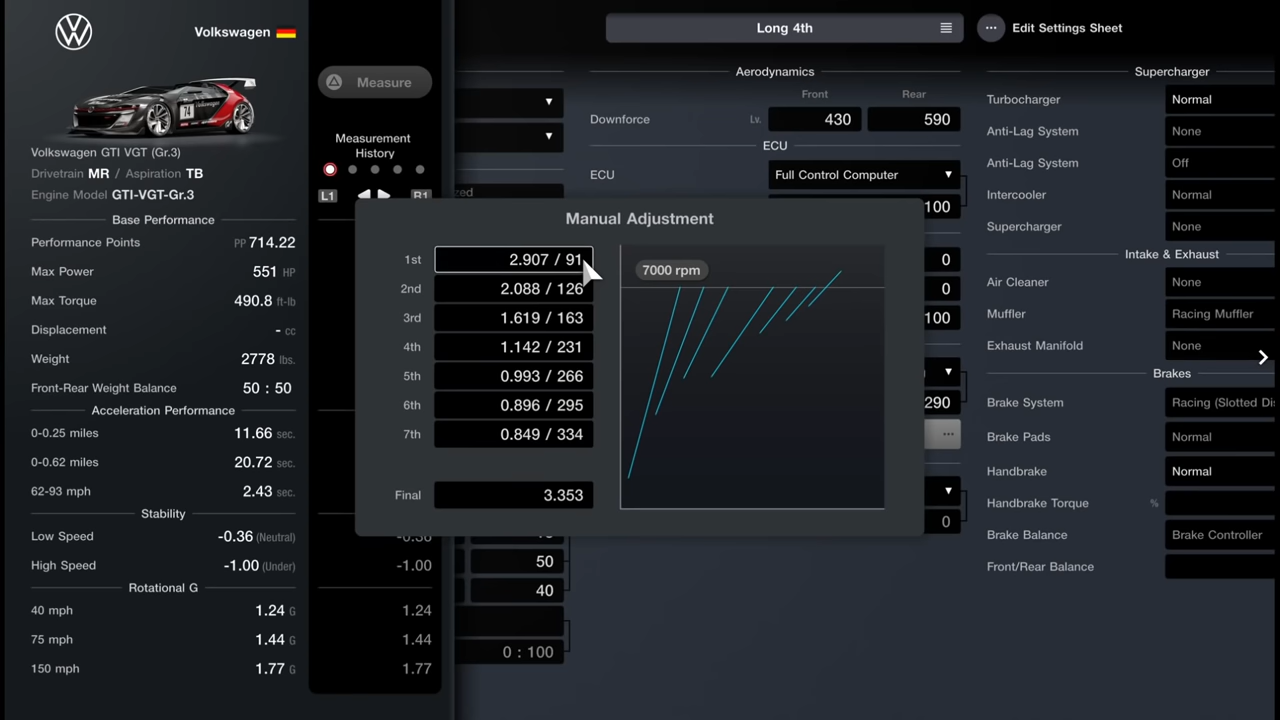 Volkswagen
Volkswagen GTI VGT (Gr.3)
Drivetrain MR / Aspiration TB
Engine Model GTI-VGT-Gr.3
Base Performance
Performance Points PP 714.22
Max Power 551 HP
Max Torque 490.8 ft-lb
Displacement - cc
Weight 2778 lbs.
Front-Rear Weight Balance 50 : 50
Acceleration Performance
0-0.25 miles 11.66 sec.
0-0.62 miles 20.72 sec.
62-93 mph 2.43 sec.
Stability
Low Speed -0.36 (Neutral)
High Speed -1.00 (Under)
Rotational G
40 mph 1.24 G
75 mph 1.44 G
150 mph 1.77 G
Measure
Measurement
History
L1 R1
-1.00
1.24
1.44
1.77
50
40
0 : 100
Long 4th
Edit Settings Sheet
Aerodynamics
Front Rear
Downforce Lv. 430 590
ECU
ECU Full Control Computer
100
0
0
100
290
0
Manual Adjustment
1st 2.907 / 91
2nd 2.088 / 126
3rd 1.619 / 163
4th 1.142 / 231
5th 0.993 / 266
6th 0.896 / 295
7th 0.849 / 334
Final 3.353
7000 rpm
Supercharger
Turbocharger Normal
Anti-Lag System None
Anti-Lag System Off
Intercooler Normal
Supercharger None
Intake & Exhaust
Air Cleaner None
Muffler Racing Muffler
Exhaust Manifold None
Brakes
Brake System Racing (Slotted Di
Brake Pads Normal
Handbrake Normal
Handbrake Torque %
Brake Balance Brake Controller
Front/Rear Balance